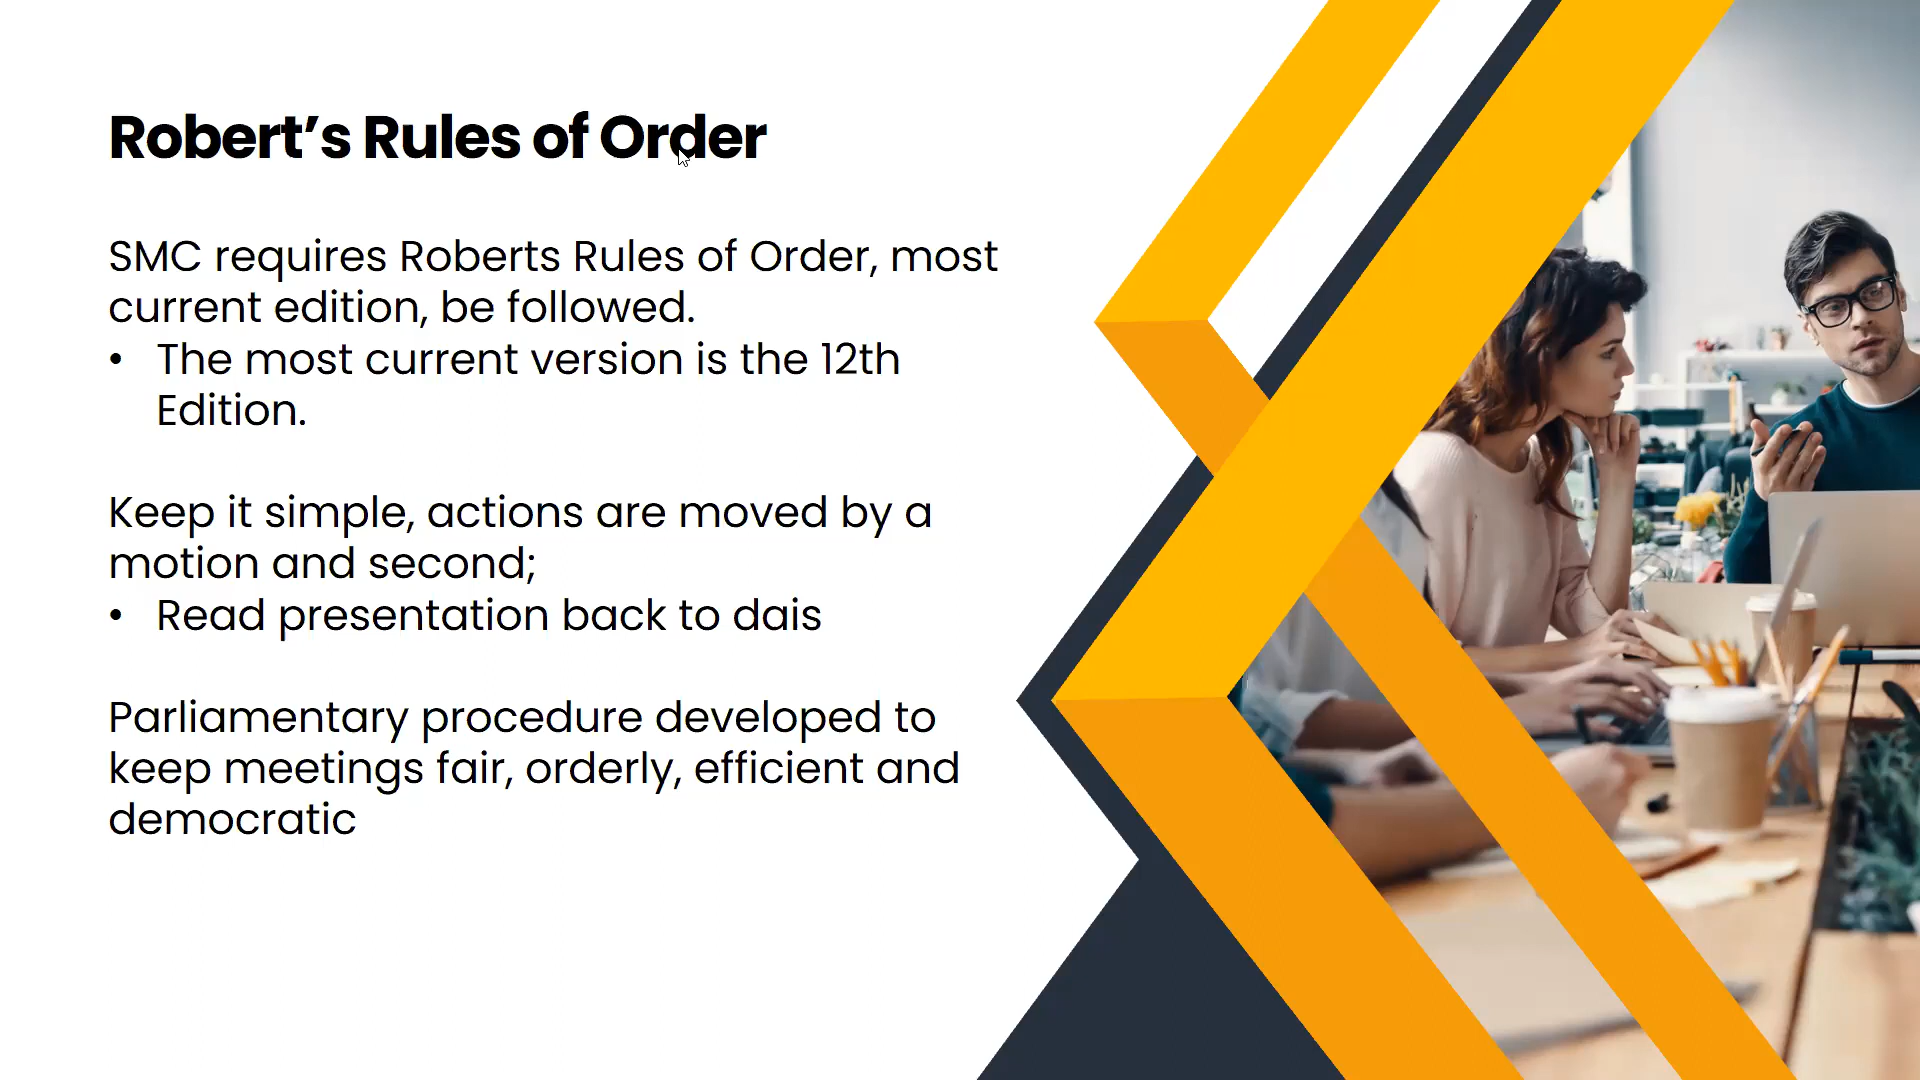 Robert’s Rules of Order
SMC requires Roberts Rules of Order, most
current edition, be followed.
• The most current version is the 12th
Edition.
Keep it simple, actions are moved by a
motion and second;
• Read presentation back to dais
Parliamentary procedure developed to
keep meetings fair, orderly, efficient and
democratic